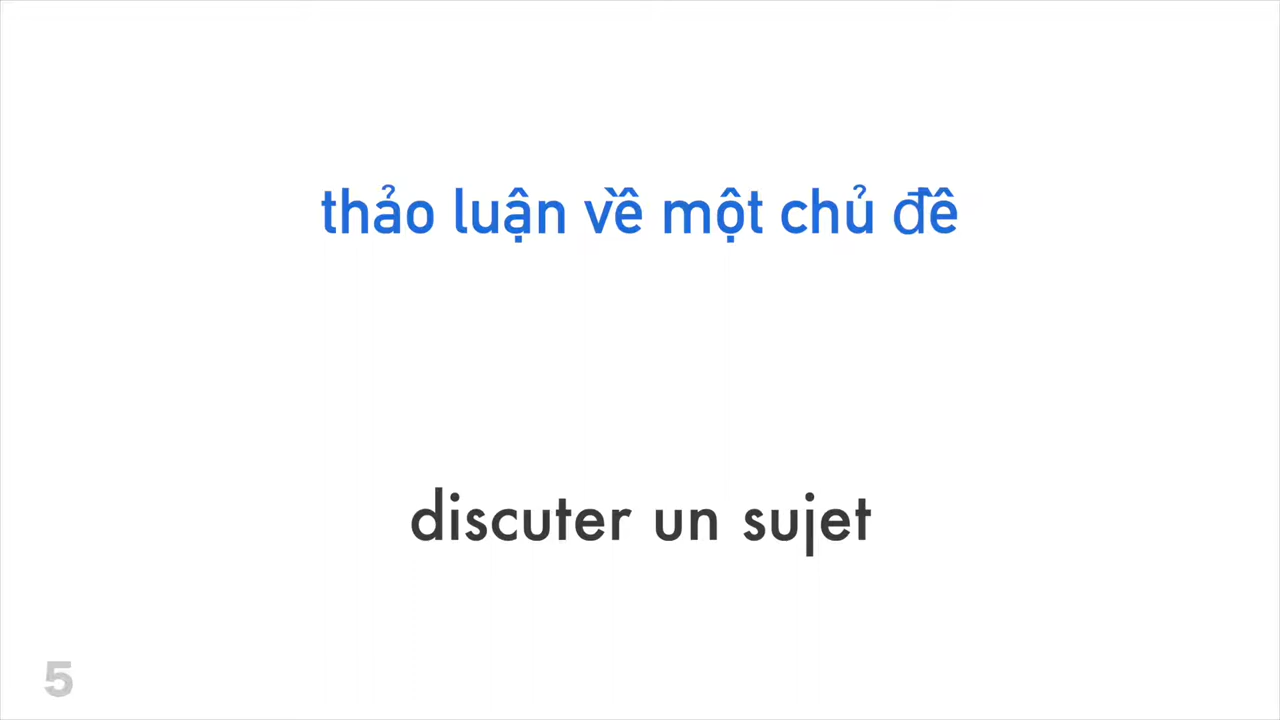 thảo luận về một chủ đề
discuter un sujet
5